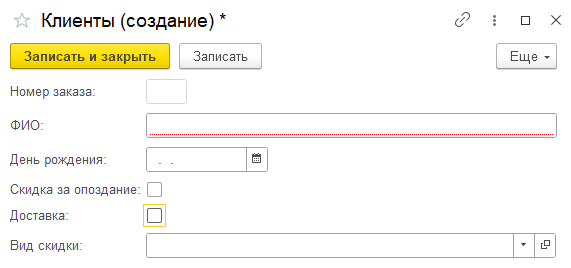 Клиенты (создание) *
Записать и закрыть
Записать
Еще
Номер заказа:
ФИО:
День рождения:
. .
Скидка за опоздание:
Доставка:
Вид скидки: